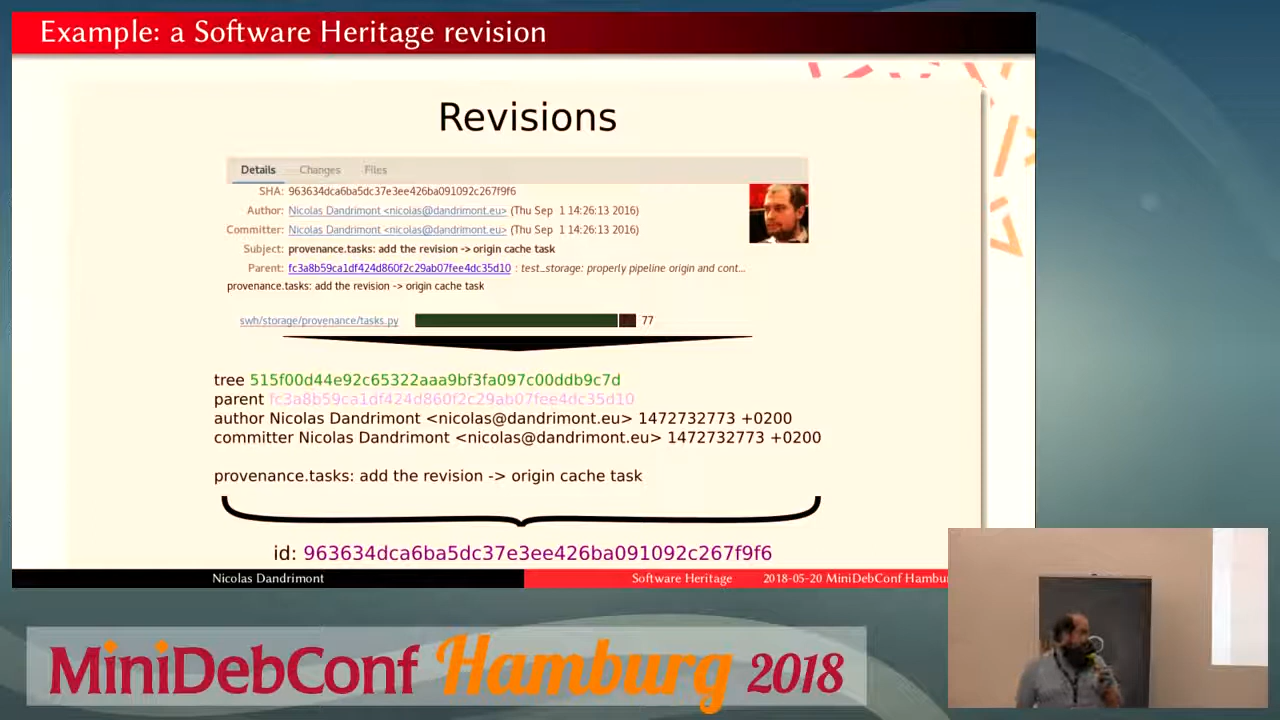 Example: a Software Heritage revision
Revisions
Details Changes Files
SHA: 963634dca6ba5dc37e3ee426ba091092c267f9f6
Author: Nicolas Dandrimont <nicolas@dandrimont.eu> (Thu Sep 1 14:26:13 2016)
Committer: Nicolas Dandrimont <nicolas@dandrimont.eu> (Thu Sep 1 14:26:13 2016)
Subject: provenance.tasks: add the revision -> origin cache task
Parent: fc3a8b59ca1df424d860f2c29ab07fee4dc35d10 : test_storage: properly pipeline origin and cont...
provenance.tasks: add the revision -> origin cache task
swh/storage/provenance/tasks.py 77
tree 515f00d44e92c65322aaa9bf3fa097c00ddb9c7d
parent fc3a8b59ca1df424d860f2c29ab07fee4dc35d10
author Nicolas Dandrimont <nicolas@dandrimont.eu> 1472732773 +0200
committer Nicolas Dandrimont <nicolas@dandrimont.eu> 1472732773 +0200
provenance.tasks: add the revision -> origin cache task
id: 963634dca6ba5dc37e3ee426ba091092c267f9f6
Nicolas Dandrimont Software Heritage 2018-05-20 MiniDebConf Hambur
MiniDebConf Hamburg 2018